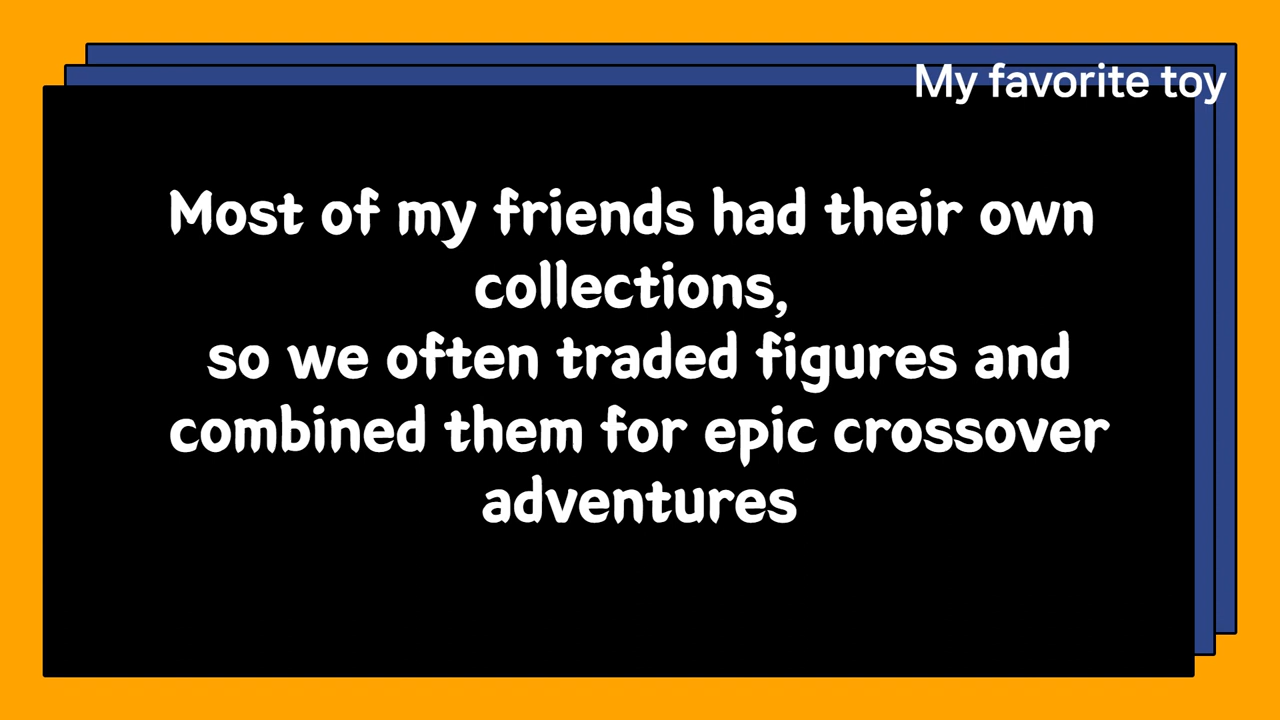 My favorite toy
Most of my friends had their own
collections,
so we often traded figures and
combined them for epic crossover
adventures